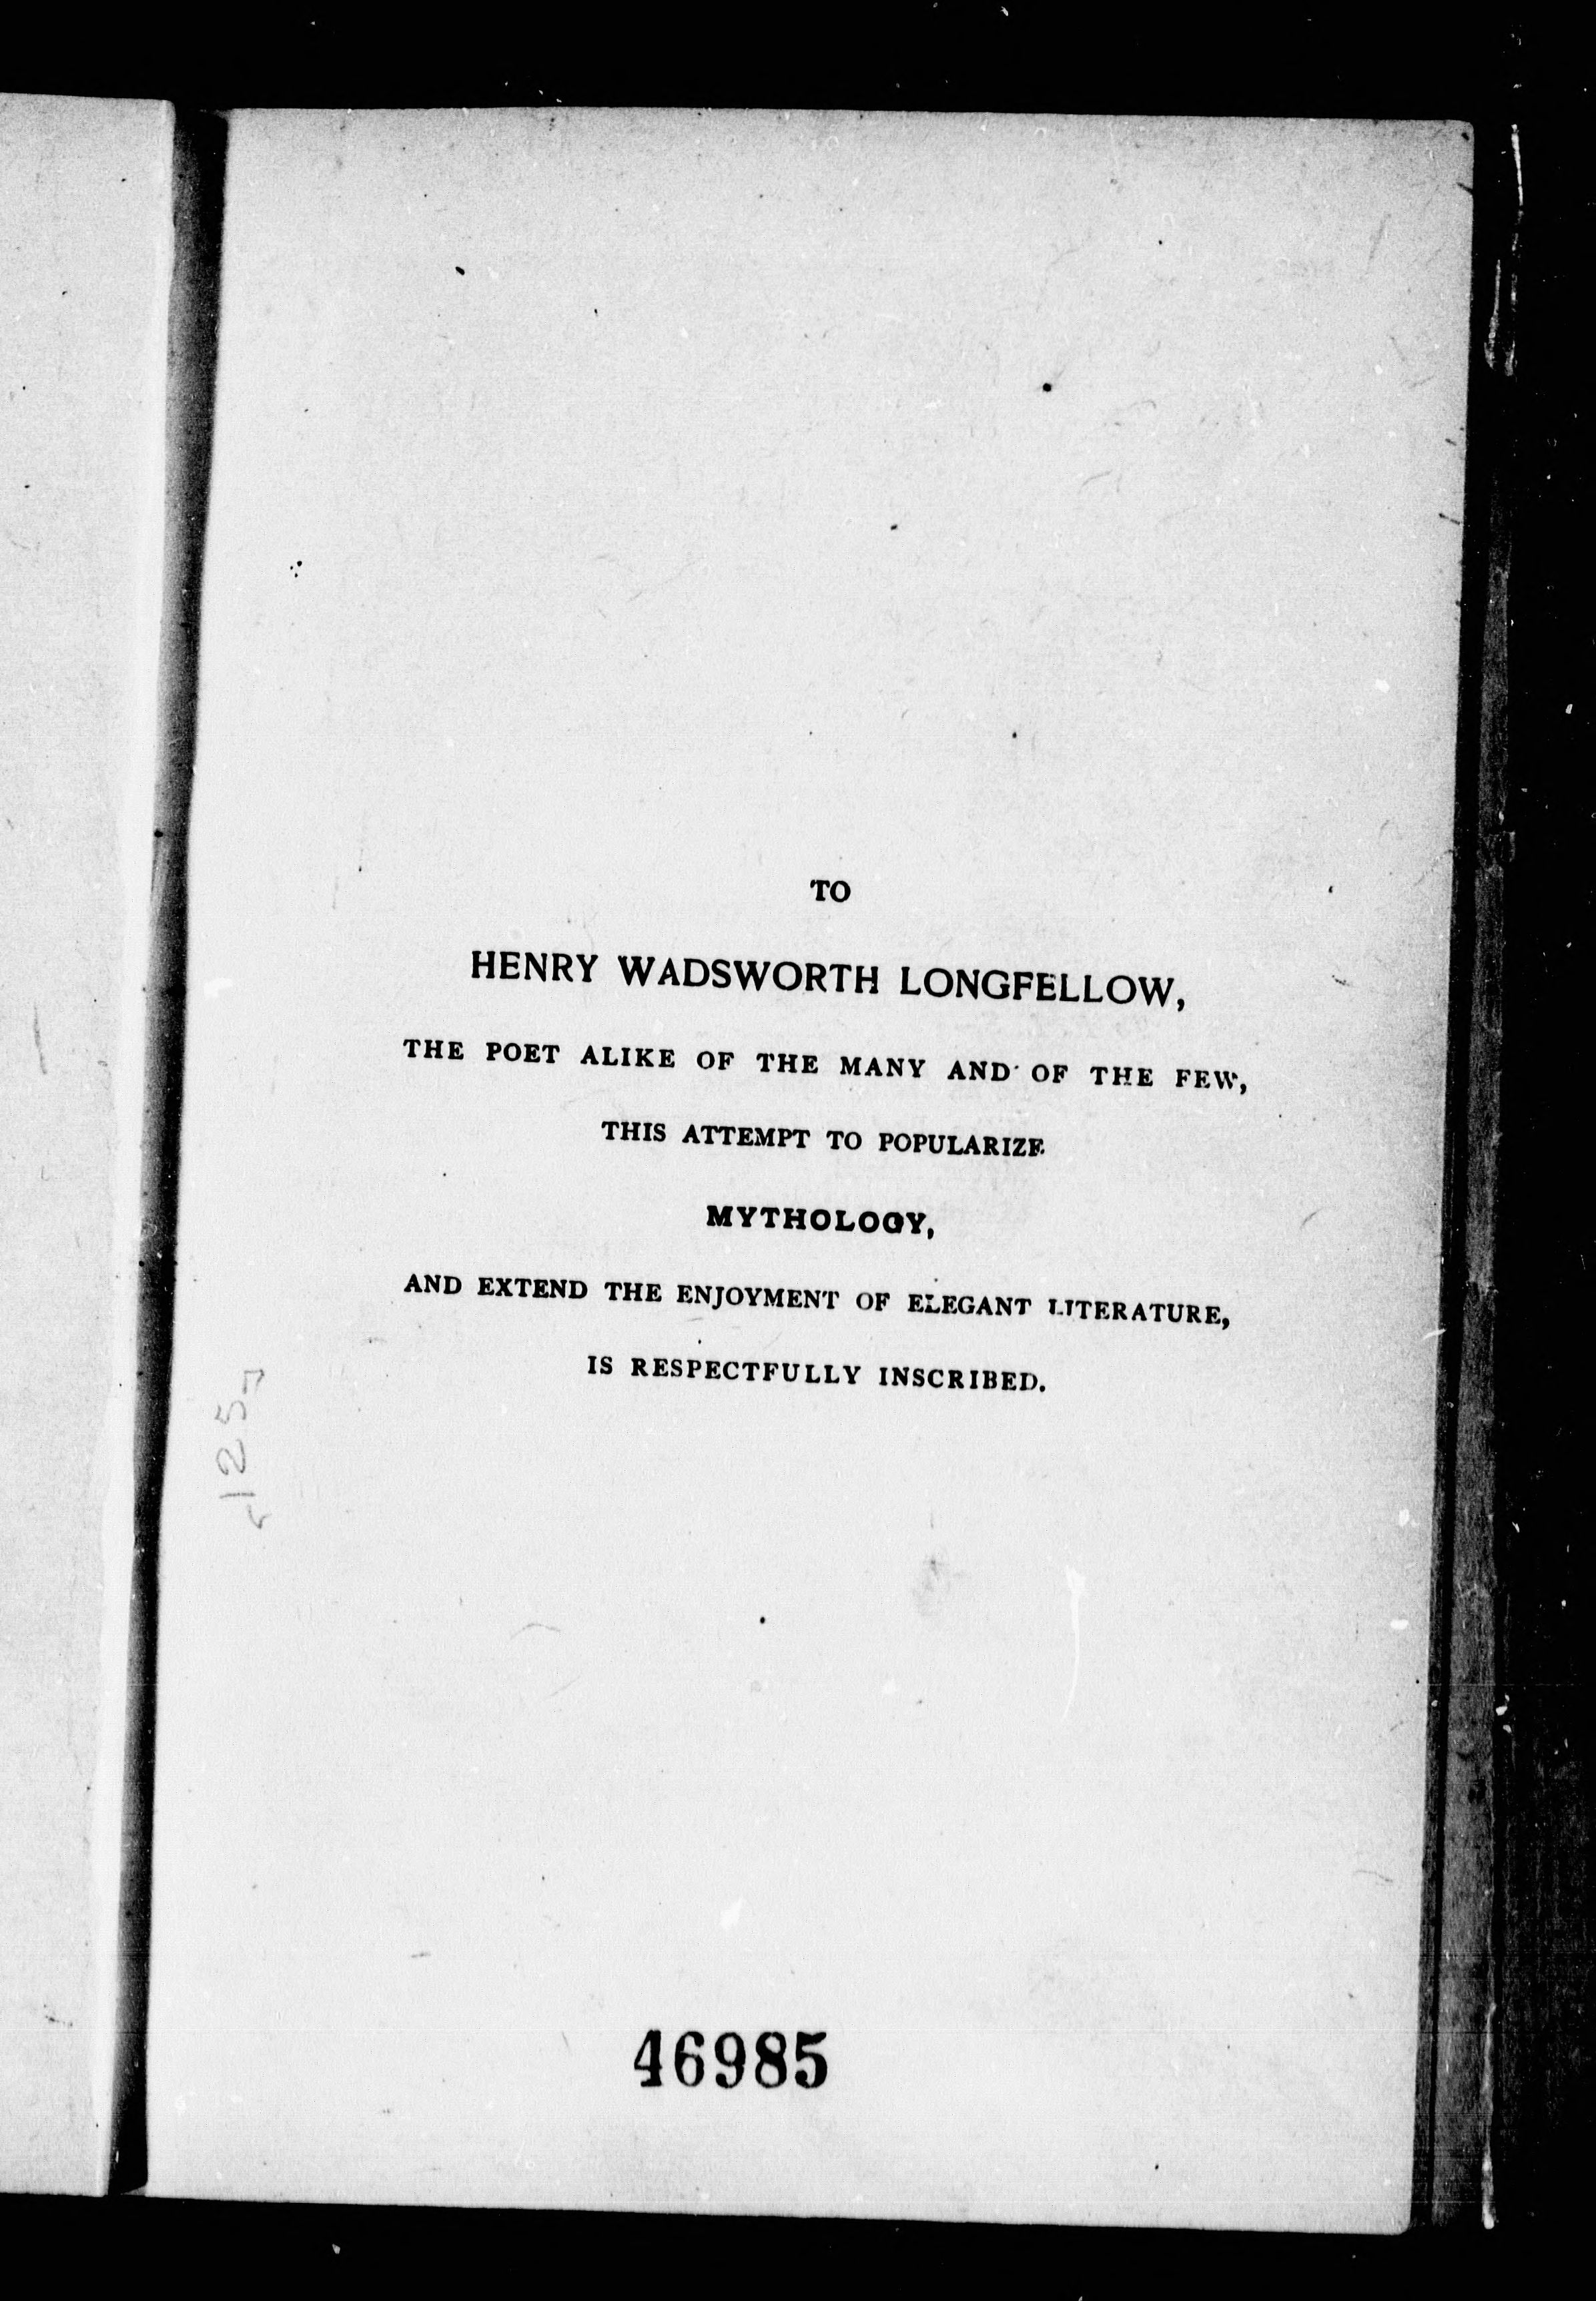 TO
HENRY WADSWORTH LONGFELLOW,
THE POET ALIKE OF THE MANY AND OF THE FEW,
THIS ATTEMPT TO POPULARIZE
MYTHOLOGY,
AND EXTEND THE ENJOYMENT OF ELEGANT LITERATURE,
IS RESPECTFULLY INSCRIBED.
125
46985